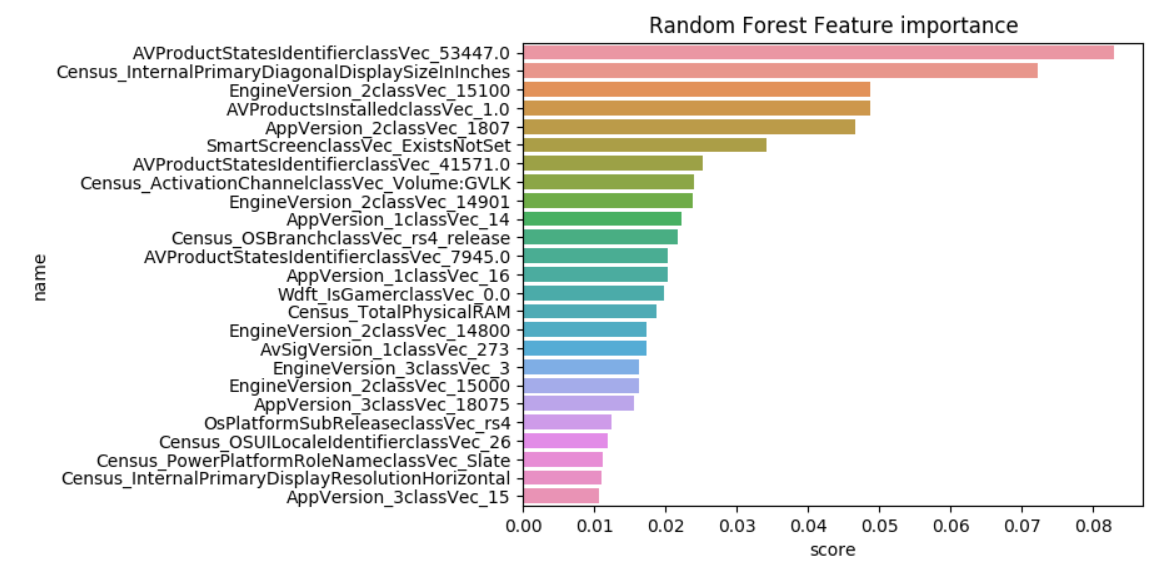 Random Forest Feature importance
AVProductStatesIdentifierclassVec_53447.0
Census_InternalPrimaryDiagonalDisplaySizeInInches
EngineVersion_2classVec_15100
AVProductsInstalledclassVec_1.0
AppVersion_2classVec_1807
SmartScreenclassVec_ExistsNotSet
AVProductStatesIdentifierclassVec_41571.0
Census_ActivationChannelclassVec_Volume:GVLK
EngineVersion_2classVec_14901
AppVersion_1classVec_14
Census_OSBranchclassVec_rs4_release
AVProductStatesIdentifierclassVec_7945.0
AppVersion_1classVec_16
Wdft_IsGamerclassVec_0.0
Census_TotalPhysicalRAM
EngineVersion_2classVec_14800
AvSigVersion_1classVec_273
EngineVersion_3classVec_3
EngineVersion_2classVec_15000
AppVersion_3classVec_18075
OsPlatformSubReleaseclassVec_rs4
Census_OSUILocaleIdentifierclassVec_26
Census_PowerPlatformRoleNameclassVec_Slate
Census_InternalPrimaryDisplayResolutionHorizontal
AppVersion_3classVec_15
name
0.00 0.01 0.02 0.03 0.04 0.05 0.06 0.07 0.08
score